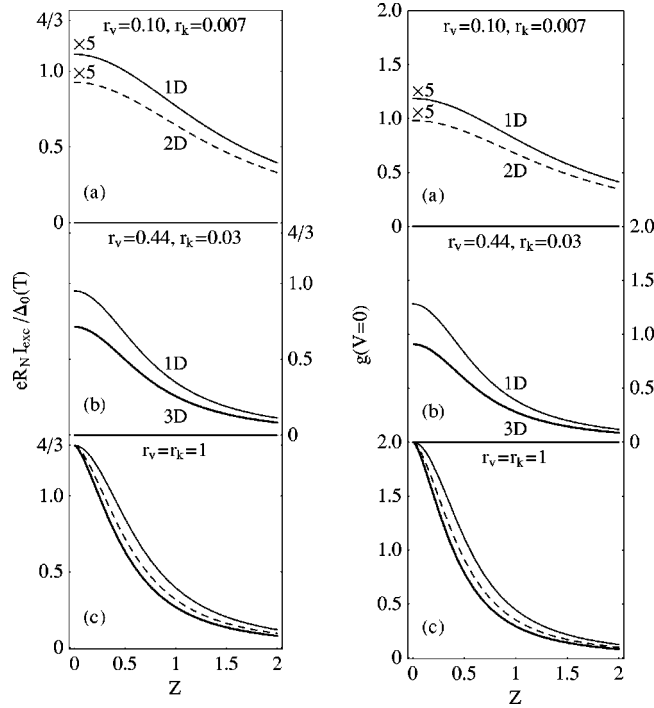 4/3
r_v=0.10, r_k=0.007
×5
1.0
×5
1D
2D
0.5
(a)
0
r_v=0.44, r_k=0.03
4/3
1.0
1D
0.5
(b)
3D
0
4/3
r_v=r_k=1
1.0
0.5
(c)
0
0
0.5
1
1.5
2
Z
eR_N I_exc /Δ_0(T)
2.0
r_v=0.10, r_k=0.007
1.5
×5
1.0
×5
1D
2D
0.5
(a)
0
2.0
r_v=0.44, r_k=0.03
1.5
1.0
1D
0.5
(b)
3D
0
2.0
r_v=r_k=1
1.5
1.0
0.5
(c)
0
0
0.5
1
1.5
2
Z
g(V=0)